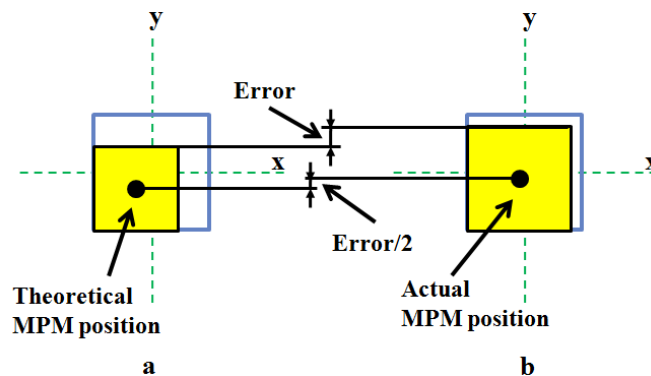 y
y
Error
x
x
Error/2
Theoretical
MPM position
Actual
MPM position
a
b